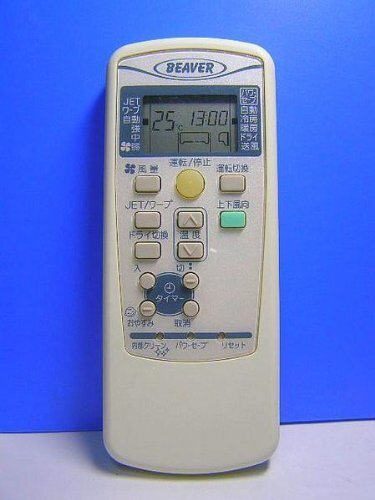 BEAVER
JET
ワープ
自動
強
中
弱
25℃ 13:00
パワー
セーブ
自動
冷房
暖房
ドライ
送風
運転/停止
風量
運転切換
JET/ワープ
上下風向
ドライ切換
温度
入
切
タイマー
おやすみ
取消
内部クリーン
パワーセーブ
リセット